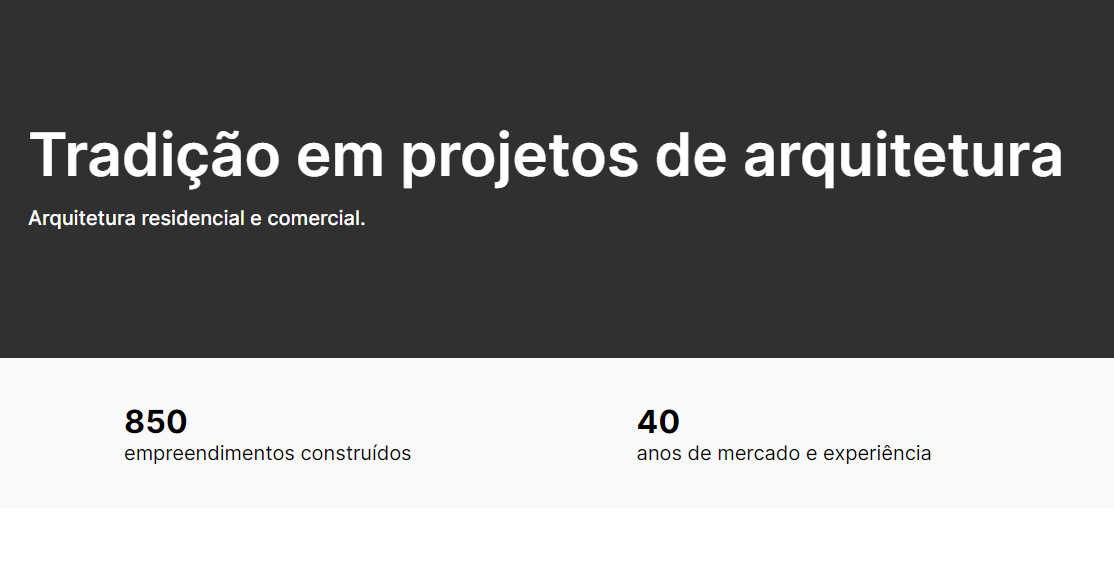 Tradição em projetos de arquitetura
Arquitetura residencial e comercial.
850
empreendimentos construídos
40
anos de mercado e experiência